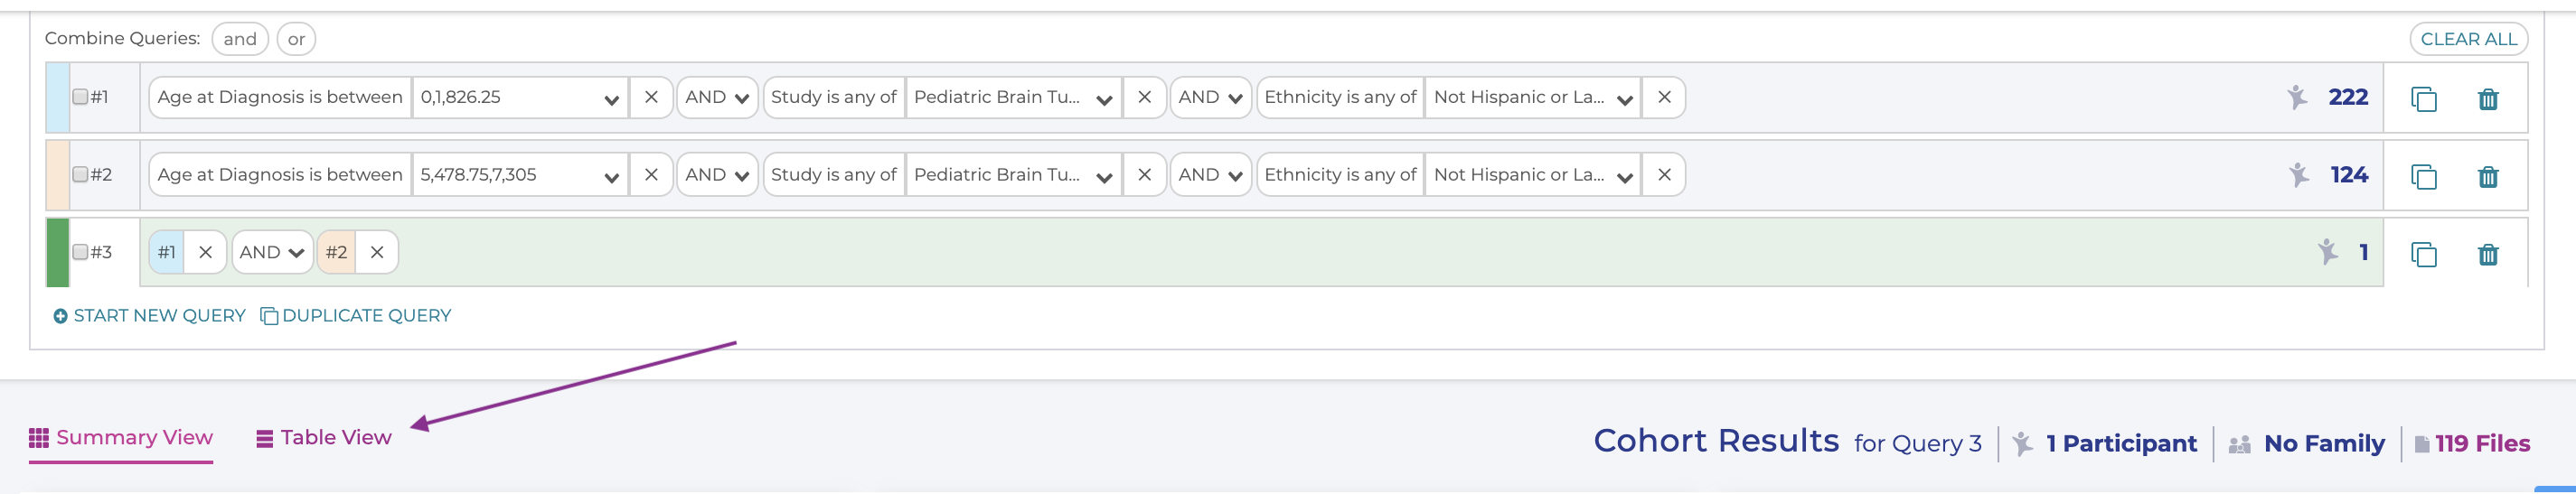 Combine Queries: and or CLEAR ALL
#1 Age at Diagnosis is between 0,1,826.25 AND Study is any of Pediatric Brain Tu... AND Ethnicity is any of Not Hispanic or La... 222
#2 Age at Diagnosis is between 5,478.75,7,305 AND Study is any of Pediatric Brain Tu... AND Ethnicity is any of Not Hispanic or La... 124
#3 #1 AND #2 1
START NEW QUERY DUPLICATE QUERY
Summary View Table View Cohort Results for Query 3 1 Participant No Family 119 Files